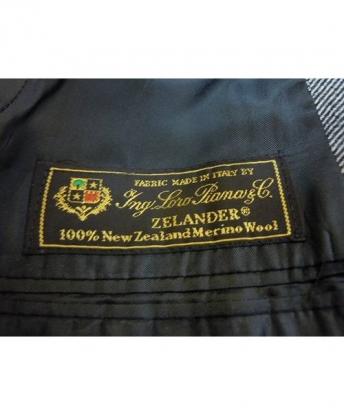 FABRIC MADE IN ITALY BY
Ing. Loro Piana & C.
ZELANDER®
100% New Zealand Merino Wool